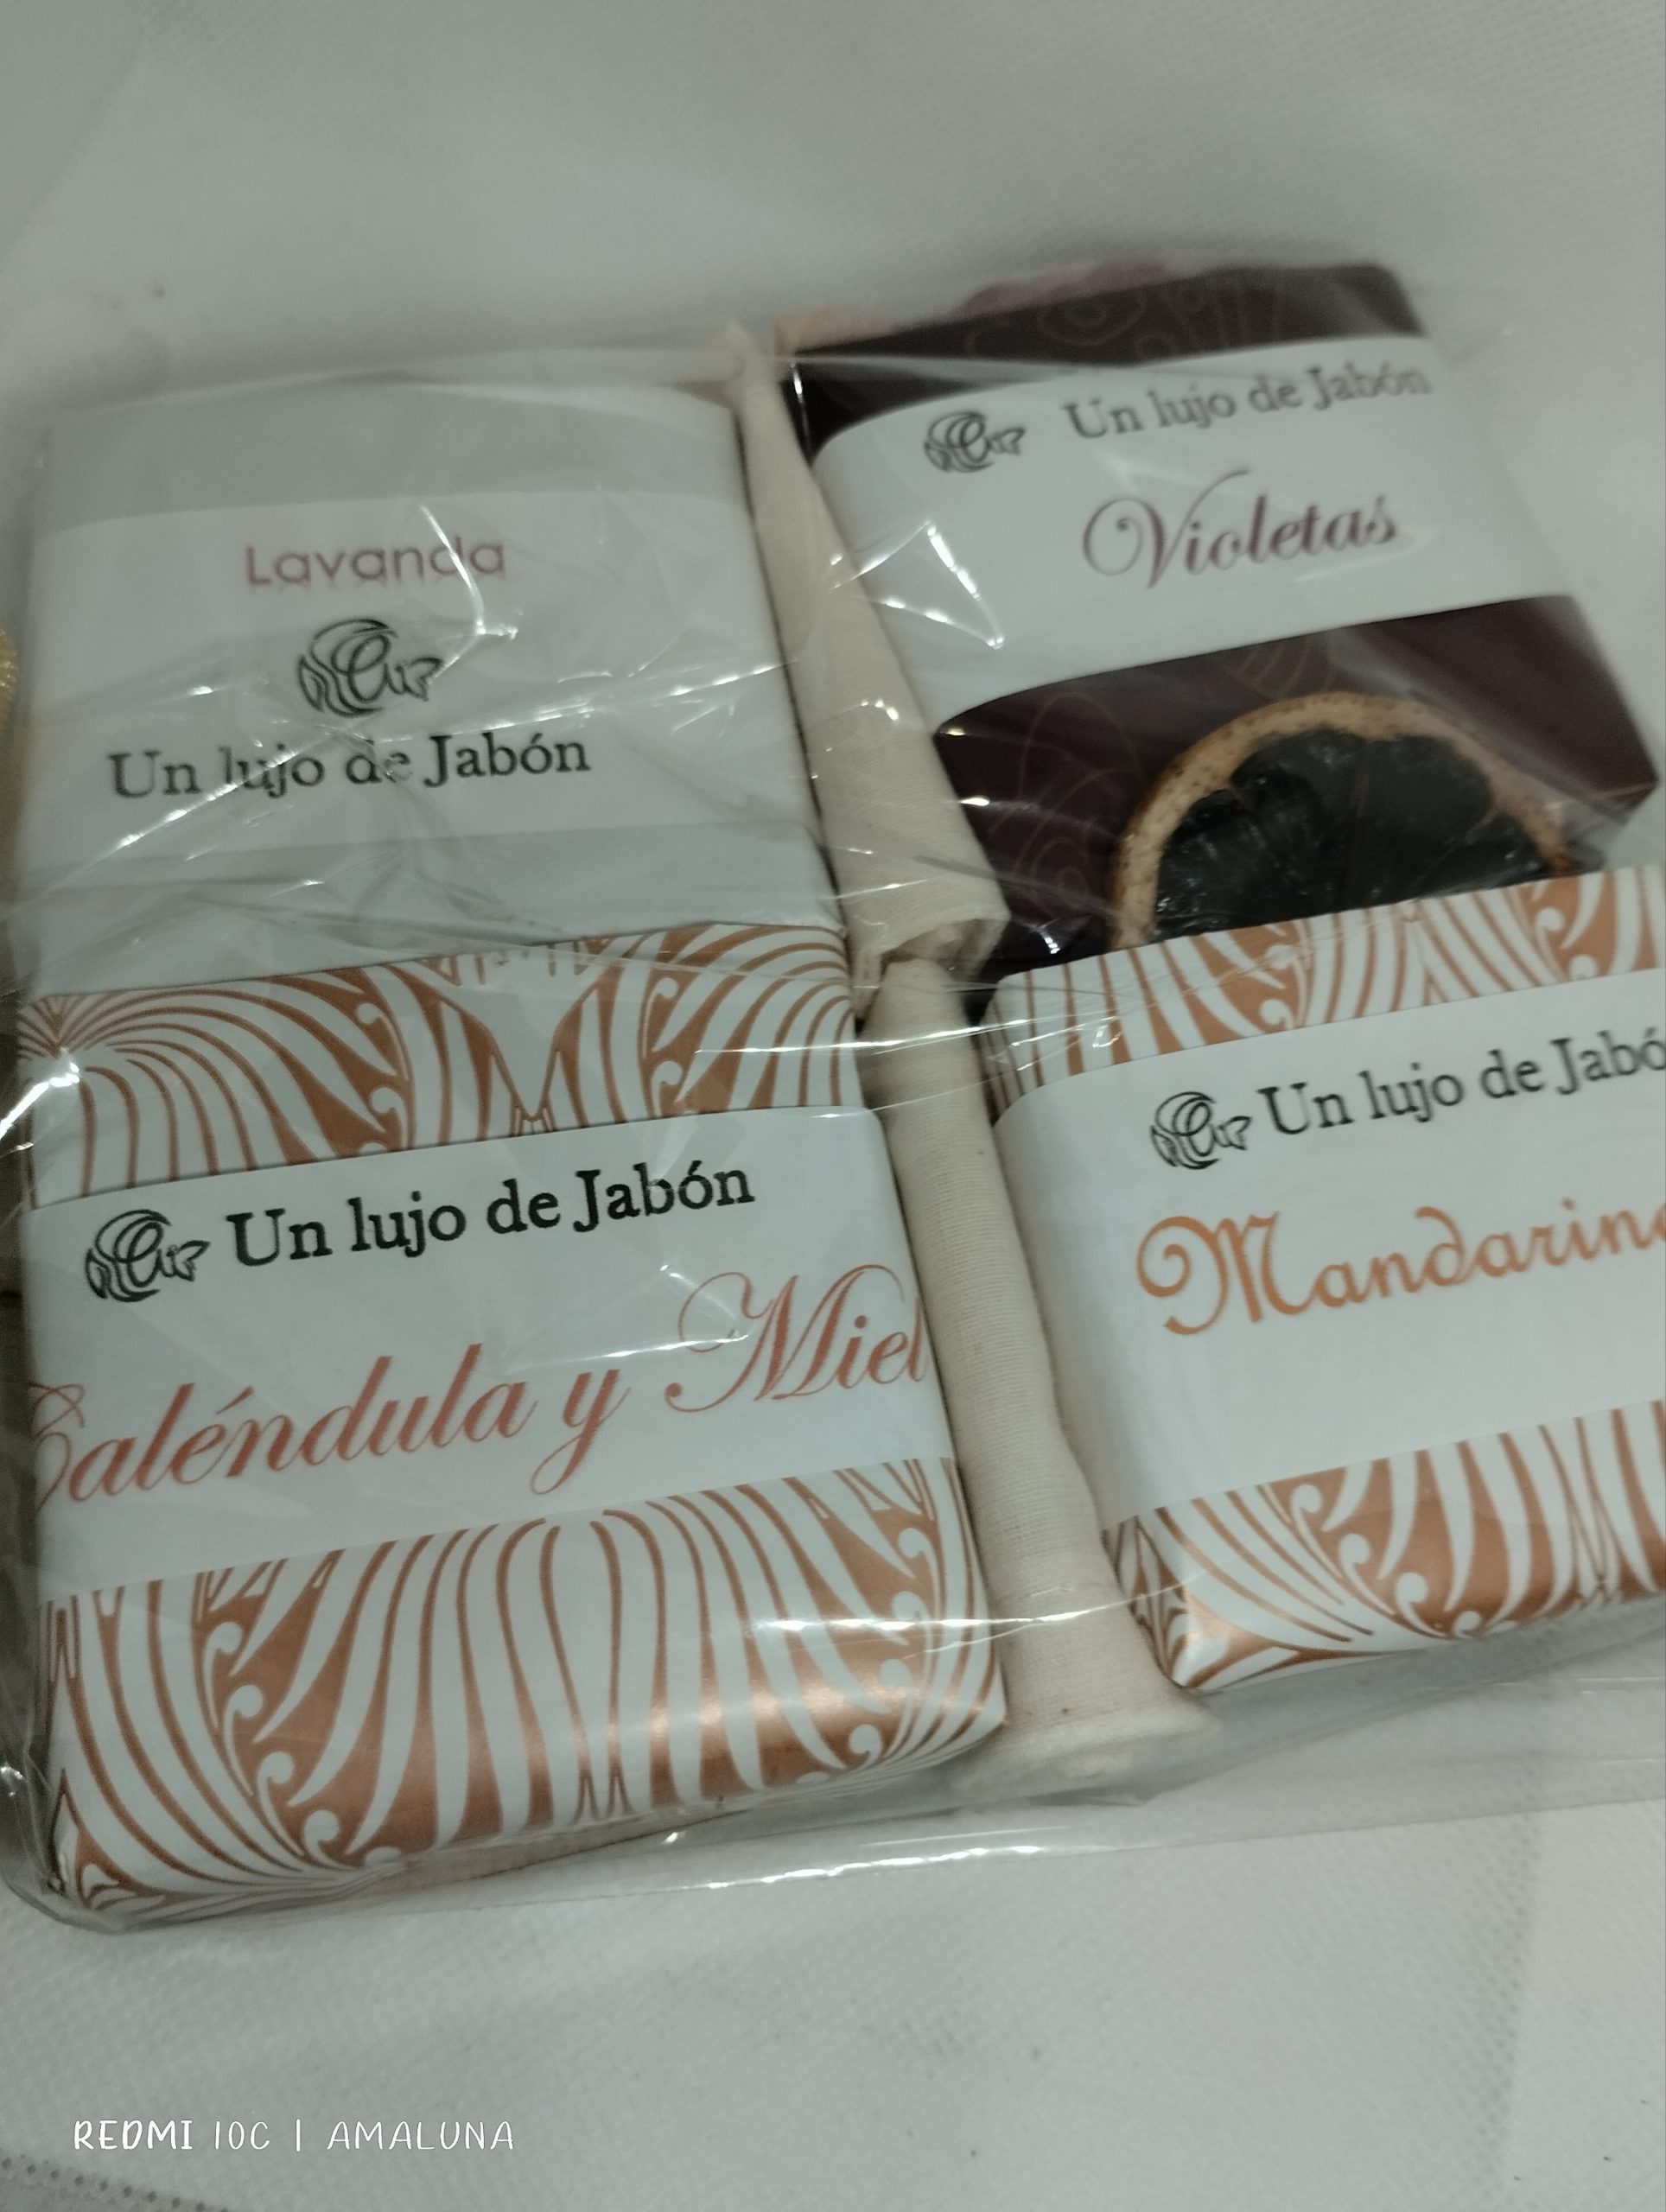 Lavanda
Un lujo de Jabón
Un lujo de Jabón
Violetas
Un lujo de Jabón
Caléndula y Miel
Un lujo de Jabó
Mandarina
REDMI 10C | AMALUNA